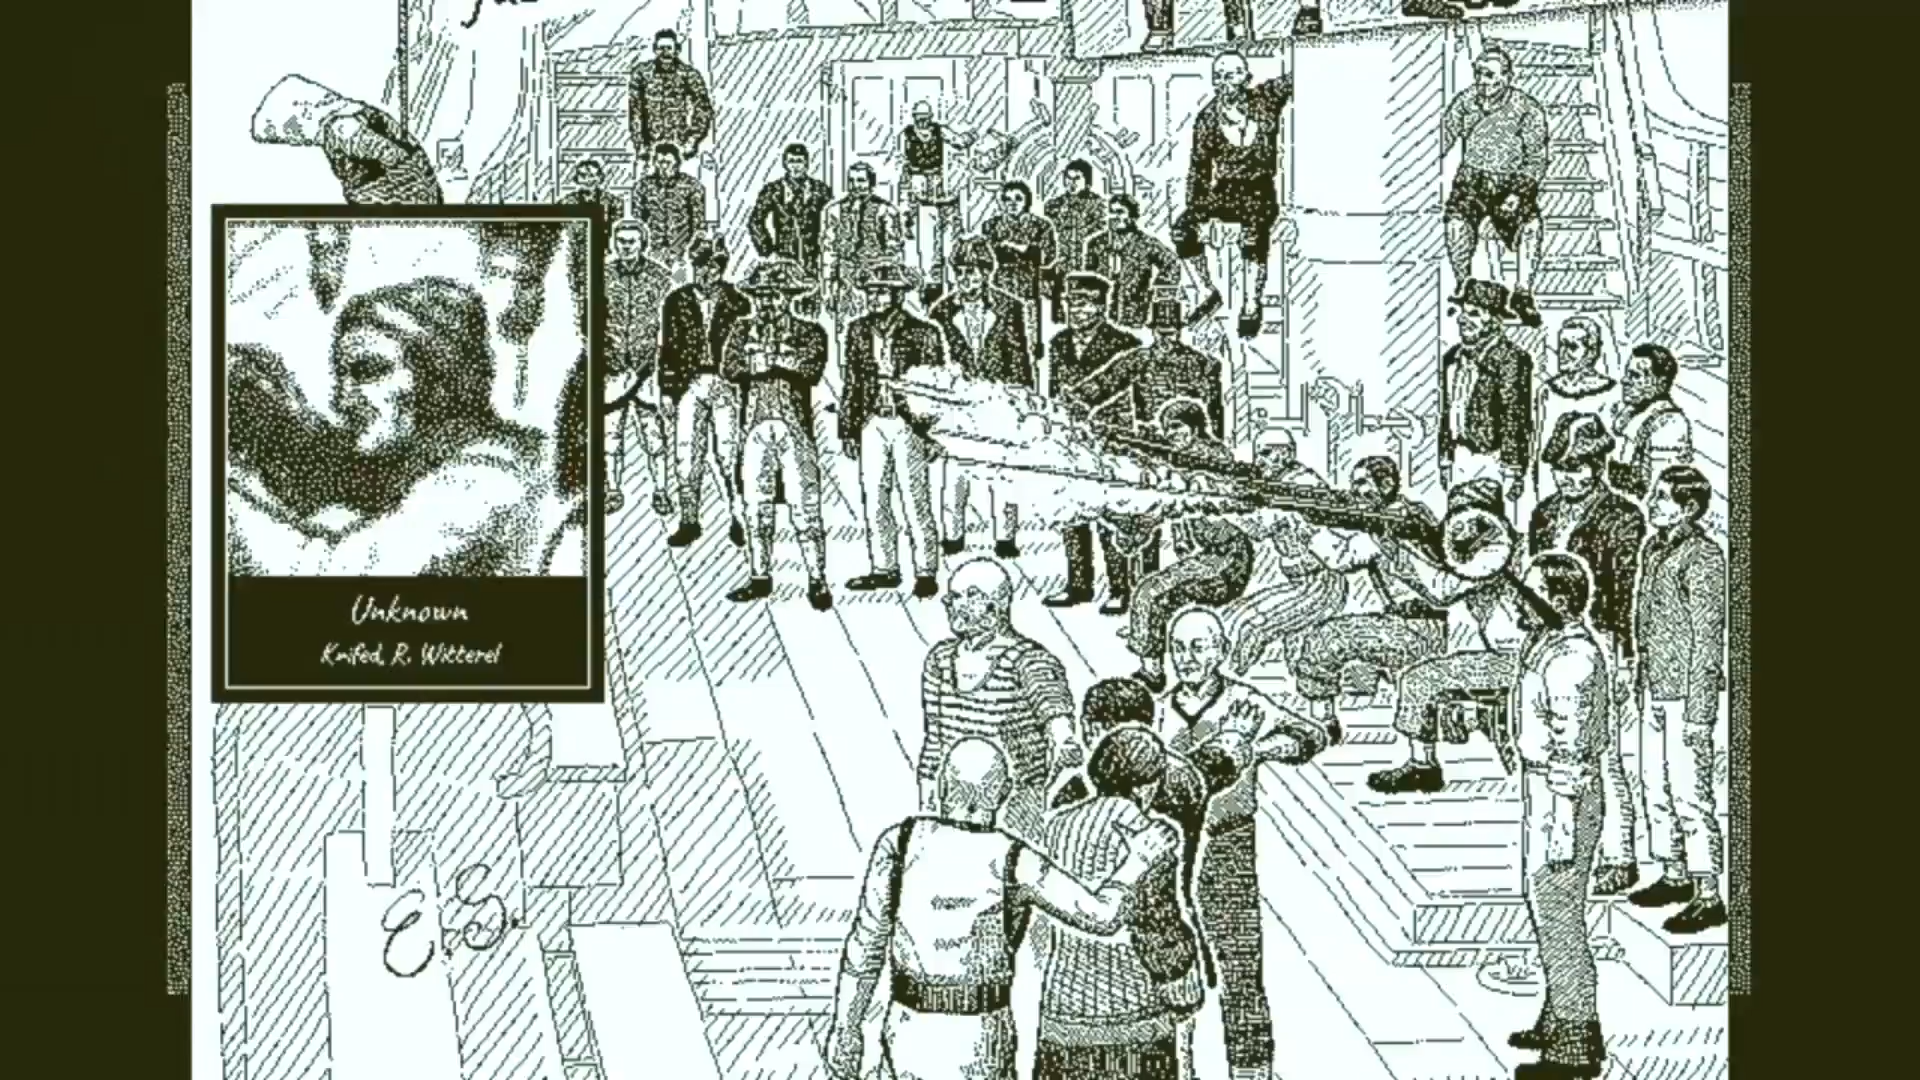 Unknown
Knifed, R. Witterel
E.S.